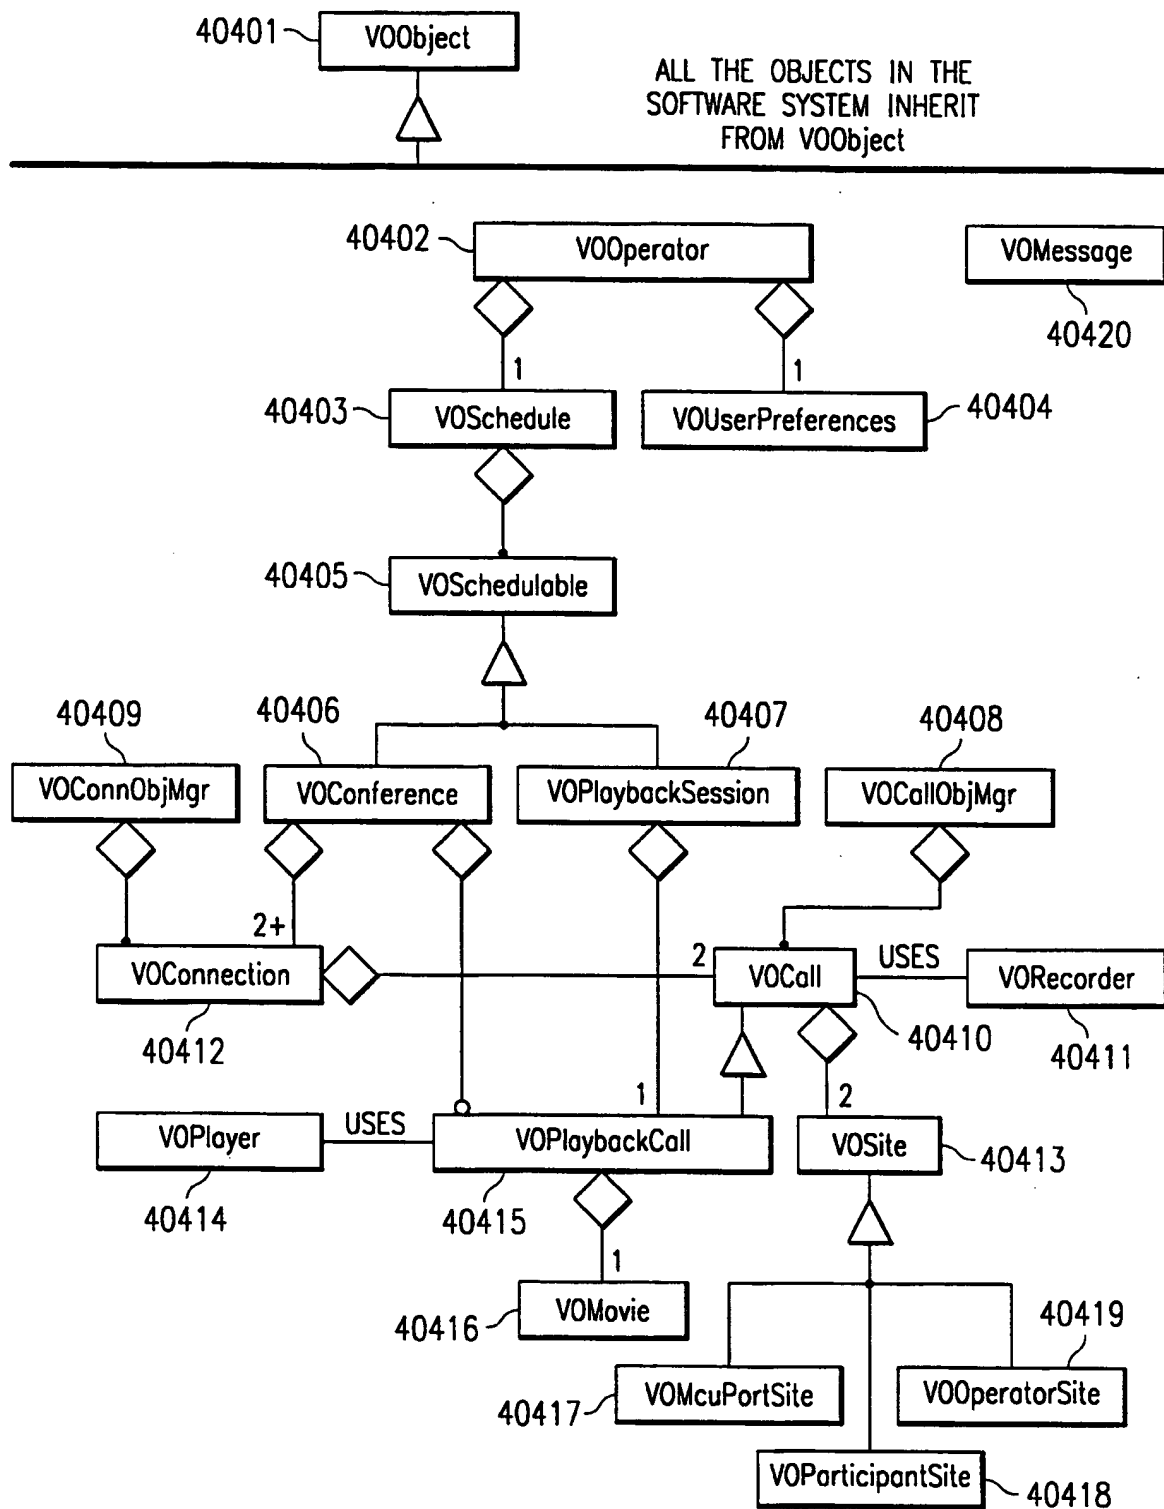 40401
VOObject
ALL THE OBJECTS IN THE
SOFTWARE SYSTEM INHERIT
FROM VOObject
40402
VOOperator
VOMessage
40420
1
1
40403
VOSchedule
VOUserPreferences
40404
40405
VOSchedulable
40409
40406
40407
40408
VOConnObjMgr
VOConference
VOPlaybackSession
VOCallObjMgr
2+
2
VOConnection
VOCall
USES
VORecorder
40412
40410
40411
1
2
VOPlayer
USES
VOPlaybackCall
VOSite
40413
40414
40415
1
VOMovie
40416
40419
VOMcuPortSite
VOOperatorSite
40417
VOParticipantSite
40418